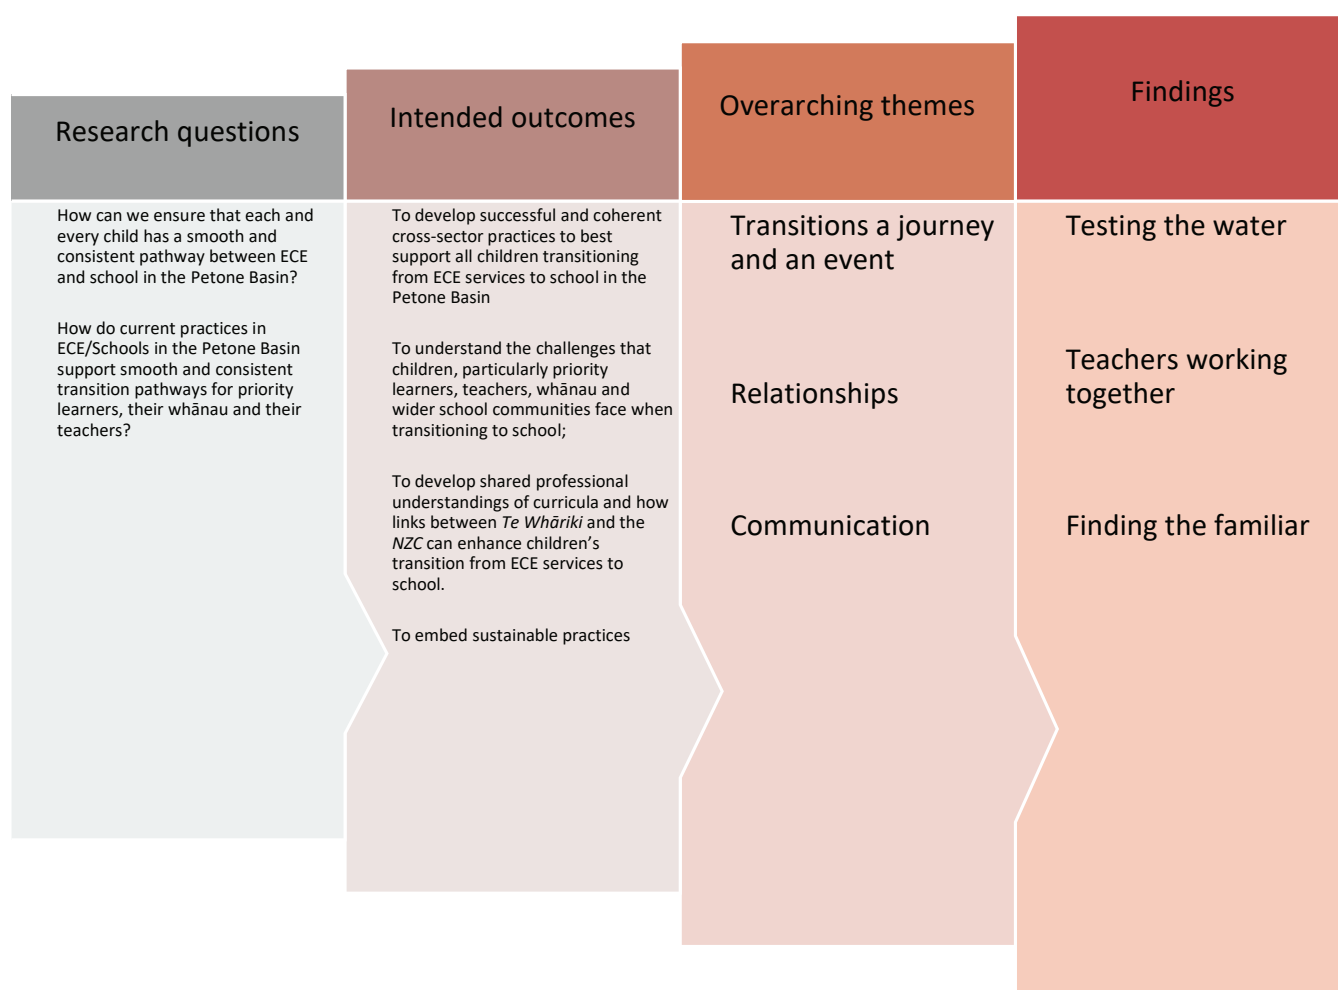 Research questions
How can we ensure that each and
every child has a smooth and
consistent pathway between ECE
and school in the Petone Basin?
How do current practices in
ECE/Schools in the Petone Basin
support smooth and consistent
transition pathways for priority
learners, their whānau and their
teachers?
Intended outcomes
To develop successful and coherent
cross-sector practices to best
support all children transitioning
from ECE services to school in the
Petone Basin
To understand the challenges that
children, particularly priority
learners, teachers, whānau and
wider school communities face when
transitioning to school;
To develop shared professional
understandings of curricula and how
links between Te Whāriki and the
NZC can enhance children’s
transition from ECE services to
school.
To embed sustainable practices
Overarching themes
Transitions a journey
and an event
Relationships
Communication
Findings
Testing the water
Teachers working
together
Finding the familiar